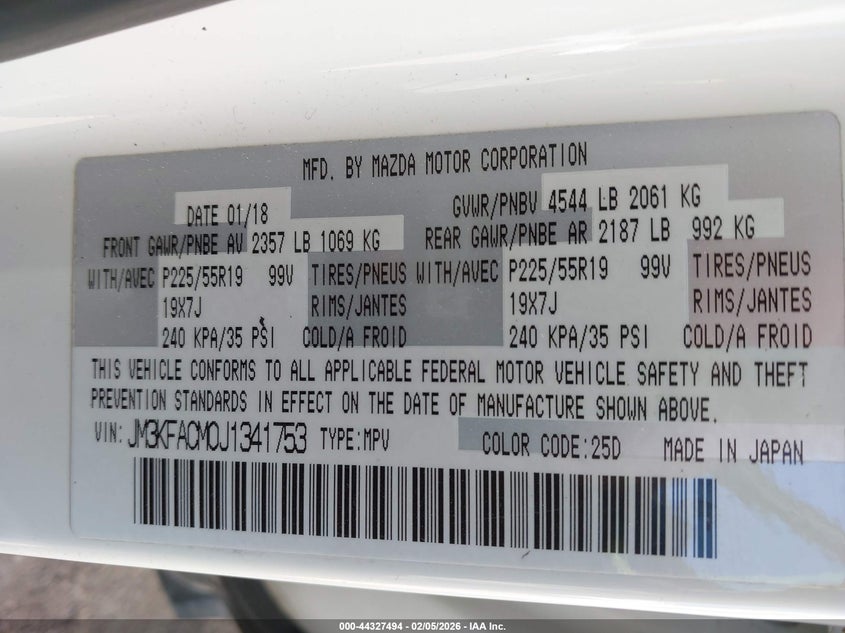 MFD. BY MAZDA MOTOR CORPORATION
DATE 01/18 GVWR/PNBV 4544 LB 2061 KG
FRONT GAWR/PNBE AV 2357 LB 1069 KG REAR GAWR/PNBE AR 2187 LB 992 KG
WITH/AVEC P225/55R19 99V TIRES/PNEUS WITH/AVEC P225/55R19 99V TIRES/PNEUS
19X7J RIMS/JANTES 19X7J RIMS/JANTES
240 KPA/35 PSI COLD/A FROID 240 KPA/35 PSI COLD/A FROID
THIS VEHICLE CONFORMS TO ALL APPLICABLE FEDERAL MOTOR VEHICLE SAFETY AND THEFT
PREVENTION STANDARDS IN EFFECT ON THE DATE OF MANUFACTURE SHOWN ABOVE.
VIN: JM3KFACM0J1341753 TYPE:MPV COLOR CODE:25D MADE IN JAPAN
000-44327494 - 02/05/2026 - IAA Inc.